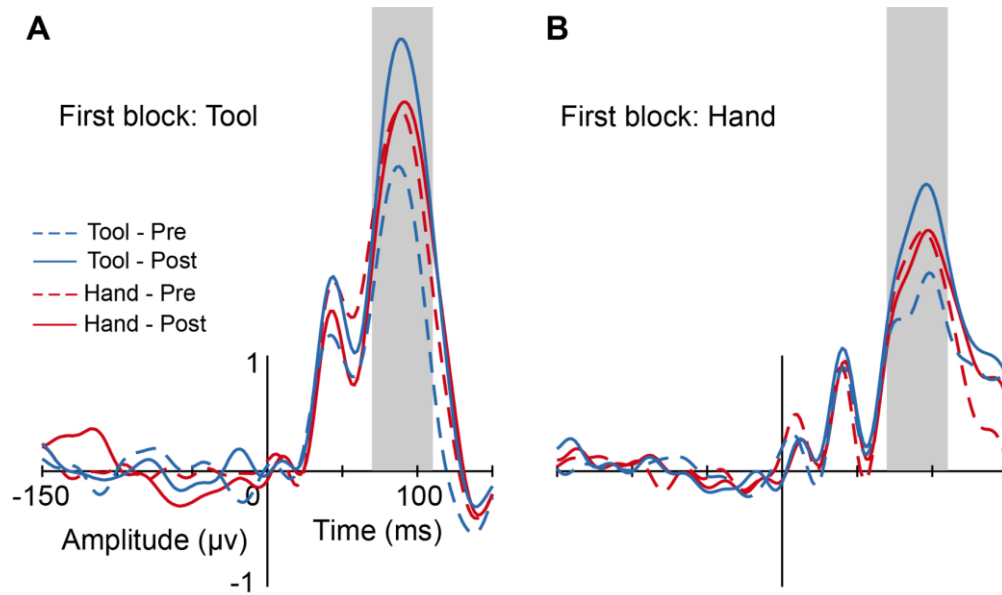 A
B
First block: Tool
First block: Hand
Tool - Pre
Tool - Post
Hand - Pre
Hand - Post
1
-150
0
100
Amplitude (μv)
Time (ms)
-1